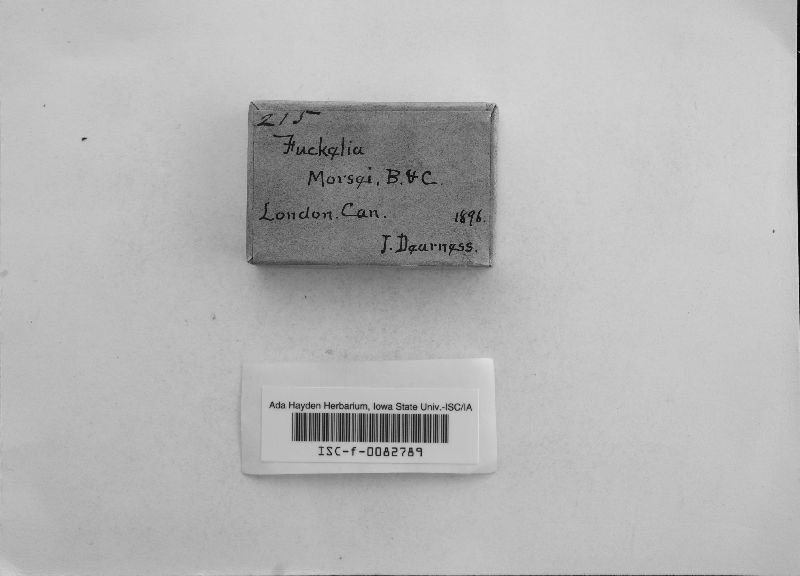 215
Fuckelia
Morsei, B. & C.
London. Can. 1896.
J. Dearness.
Ada Hayden Herbarium, Iowa State Univ.-ISC/IA
ISC-f-0082789